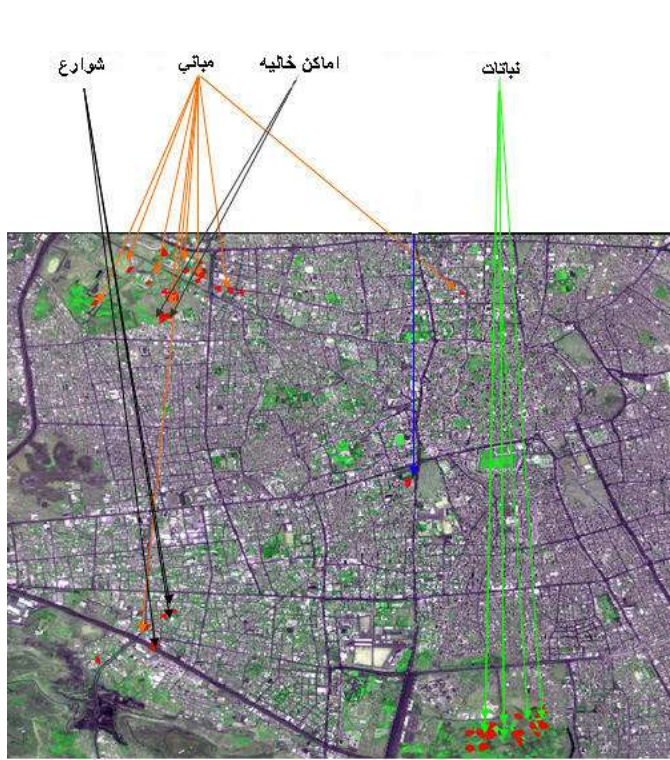 نباتات
اماكن خاليه
مباني
شوارع